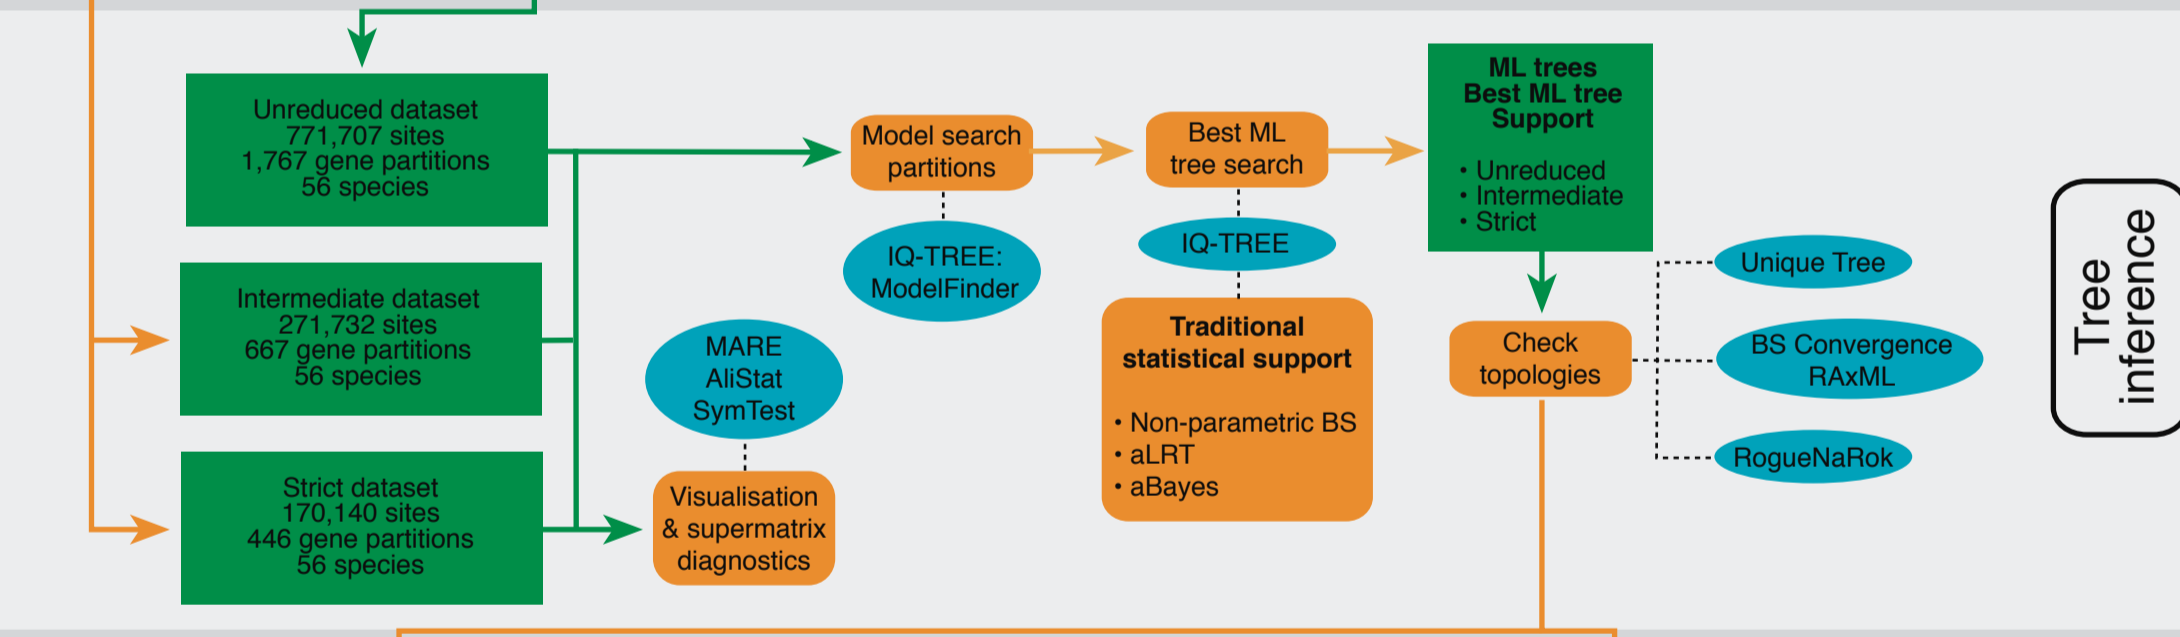 Unreduced dataset
771,707 sites
1,767 gene partitions
56 species
Intermediate dataset
271,732 sites
667 gene partitions
56 species
Strict dataset
170,140 sites
446 gene partitions
56 species
MARE
AliStat
SymTest
Visualisation
& supermatrix
diagnostics
Model search
partitions
IQ-TREE:
ModelFinder
Best ML
tree search
IQ-TREE
Traditional
statistical support
• Non-parametric BS
• aLRT
• aBayes
ML trees
Best ML tree
Support
• Unreduced
• Intermediate
• Strict
Check
topologies
Unique Tree
BS Convergence
RAxML
RogueNaRok
Tree
inference